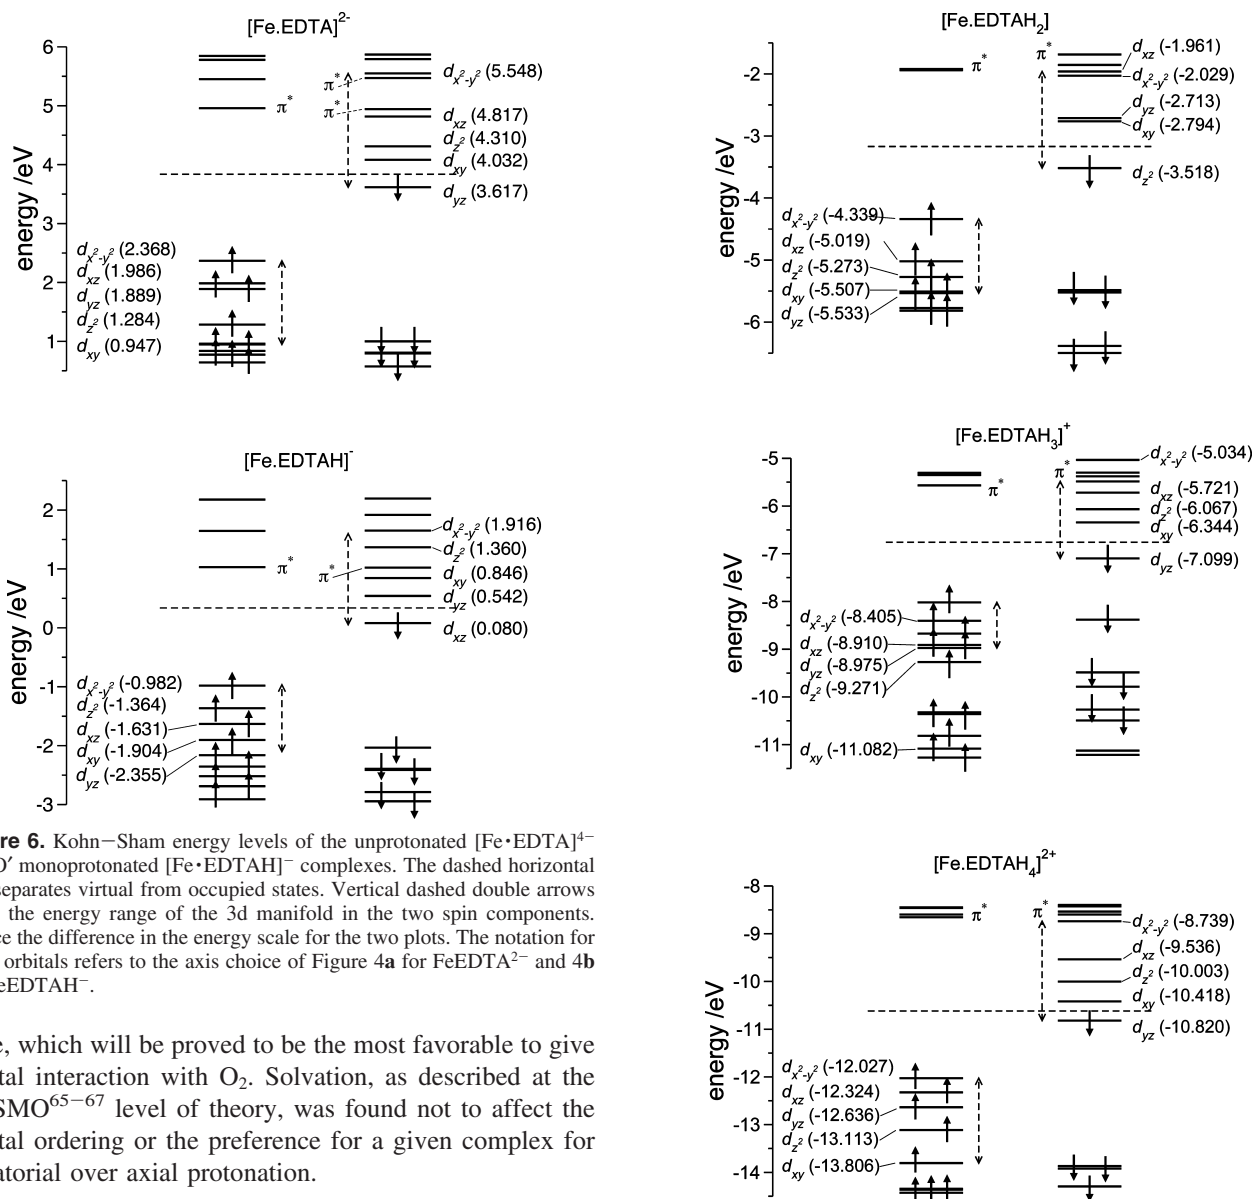 [Fe.EDTA]²⁻
6
5
4
3
2
1
energy /eV
π*
π*
π*
dx²-y² (5.548)
dxz (4.817)
dz² (4.310)
dxy (4.032)
dyz (3.617)
dx²-y² (2.368)
dxz (1.986)
dyz (1.889)
dz² (1.284)
dxy (0.947)
[Fe.EDTAH]⁻
2
1
0
-1
-2
-3
energy /eV
π*
π*
dx²-y² (1.916)
dz² (1.360)
dxy (0.846)
dyz (0.542)
dxz (0.080)
dx²-y² (-0.982)
dz² (-1.364)
dxz (-1.631)
dxy (-1.904)
dyz (-2.355)
re 6. Kohn−Sham energy levels of the unprotonated [Fe·EDTA]⁴⁻
O′ monoprotonated [Fe·EDTAH]⁻ complexes. The dashed horizontal
separates virtual from occupied states. Vertical dashed double arrows
the energy range of the 3d manifold in the two spin components.
ce the difference in the energy scale for the two plots. The notation for
orbitals refers to the axis choice of Figure 4a for FeEDTA²⁻ and 4b
eEDTAH⁻.
e, which will be proved to be the most favorable to give
tal interaction with O₂. Solvation, as described at the
SMO⁶⁵⁻⁶⁷ level of theory, was found not to affect the
tal ordering or the preference for a given complex for
atorial over axial protonation.
[Fe.EDTAH₂]
-2
-3
-4
-5
-6
energy /eV
π*
π*
dxz (-1.961)
dx²-y² (-2.029)
dyz (-2.713)
dxy (-2.794)
dz² (-3.518)
dx²-y² (-4.339)
dxz (-5.019)
dz² (-5.273)
dxy (-5.507)
dyz (-5.533)
[Fe.EDTAH₃]⁺
-5
-6
-7
-8
-9
-10
-11
energy /eV
π*
π*
dx²-y² (-5.034)
dxz (-5.721)
dz² (-6.067)
dxy (-6.344)
dyz (-7.099)
dx²-y² (-8.405)
dxz (-8.910)
dyz (-8.975)
dz² (-9.271)
dxy (-11.082)
[Fe.EDTAH₄]²⁺
-8
-9
-10
-11
-12
-13
-14
energy /eV
π*
π*
dx²-y² (-8.739)
dxz (-9.536)
dz² (-10.003)
dxy (-10.418)
dyz (-10.820)
dx²-y² (-12.027)
dxz (-12.324)
dyz (-12.636)
dz² (-13.113)
dxy (-13.806)